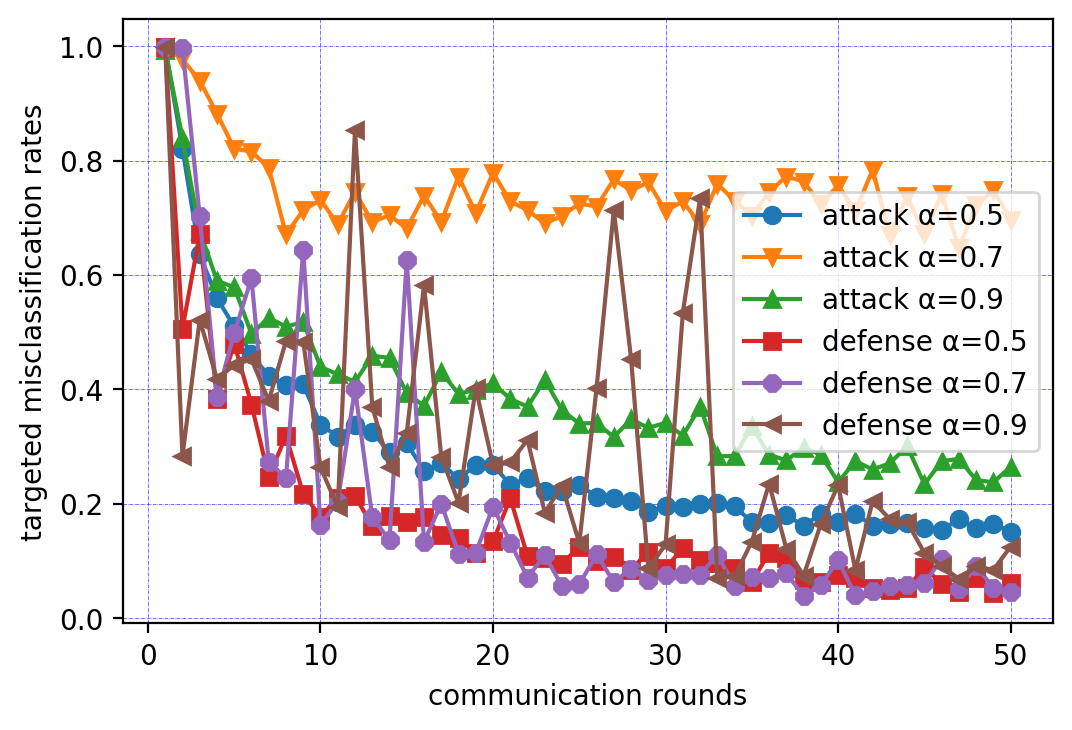 targeted misclassification rates
1.0
0.8
0.6
0.4
0.2
0.0
attack α=0.5
attack α=0.7
attack α=0.9
defense α=0.5
defense α=0.7
defense α=0.9
0 10 20 30 40 50
communication rounds